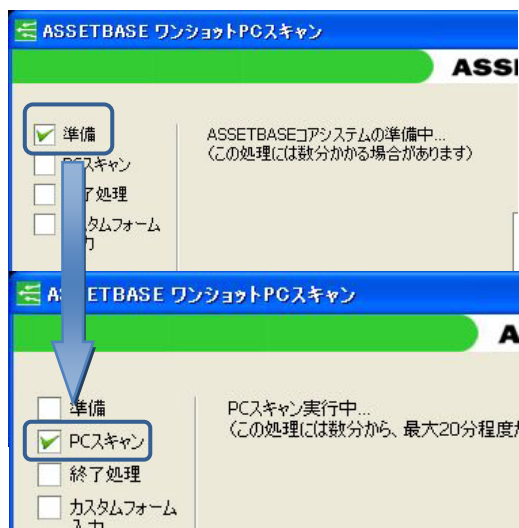 ASSETBASE ワンショットPCスキャン
ASSE
準備
ASSETBASEコアシステムの準備中...
(この処理には数分かかる場合があります)
スキャン
了処理
スタムフォーム
ETBASE ワンショットPCスキャン
A
準備
PCスキャン実行中...
(この処理には数分から、最大20分程度
PCスキャン
終了処理
カスタムフォーム
入力